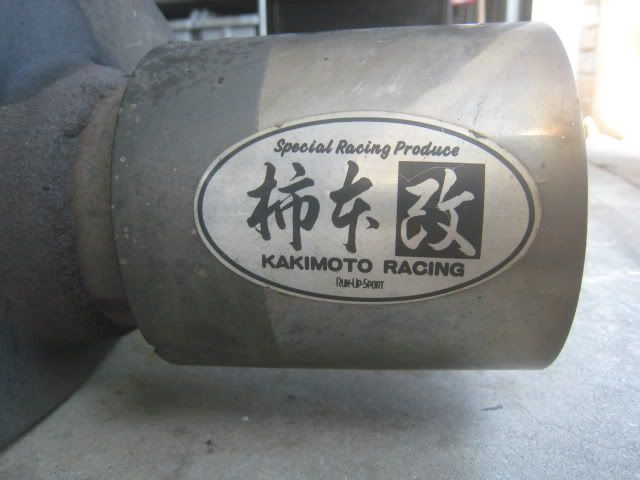 Special Racing Produce
柿本改
KAKIMOTO RACING
RUN-UP-SPORT